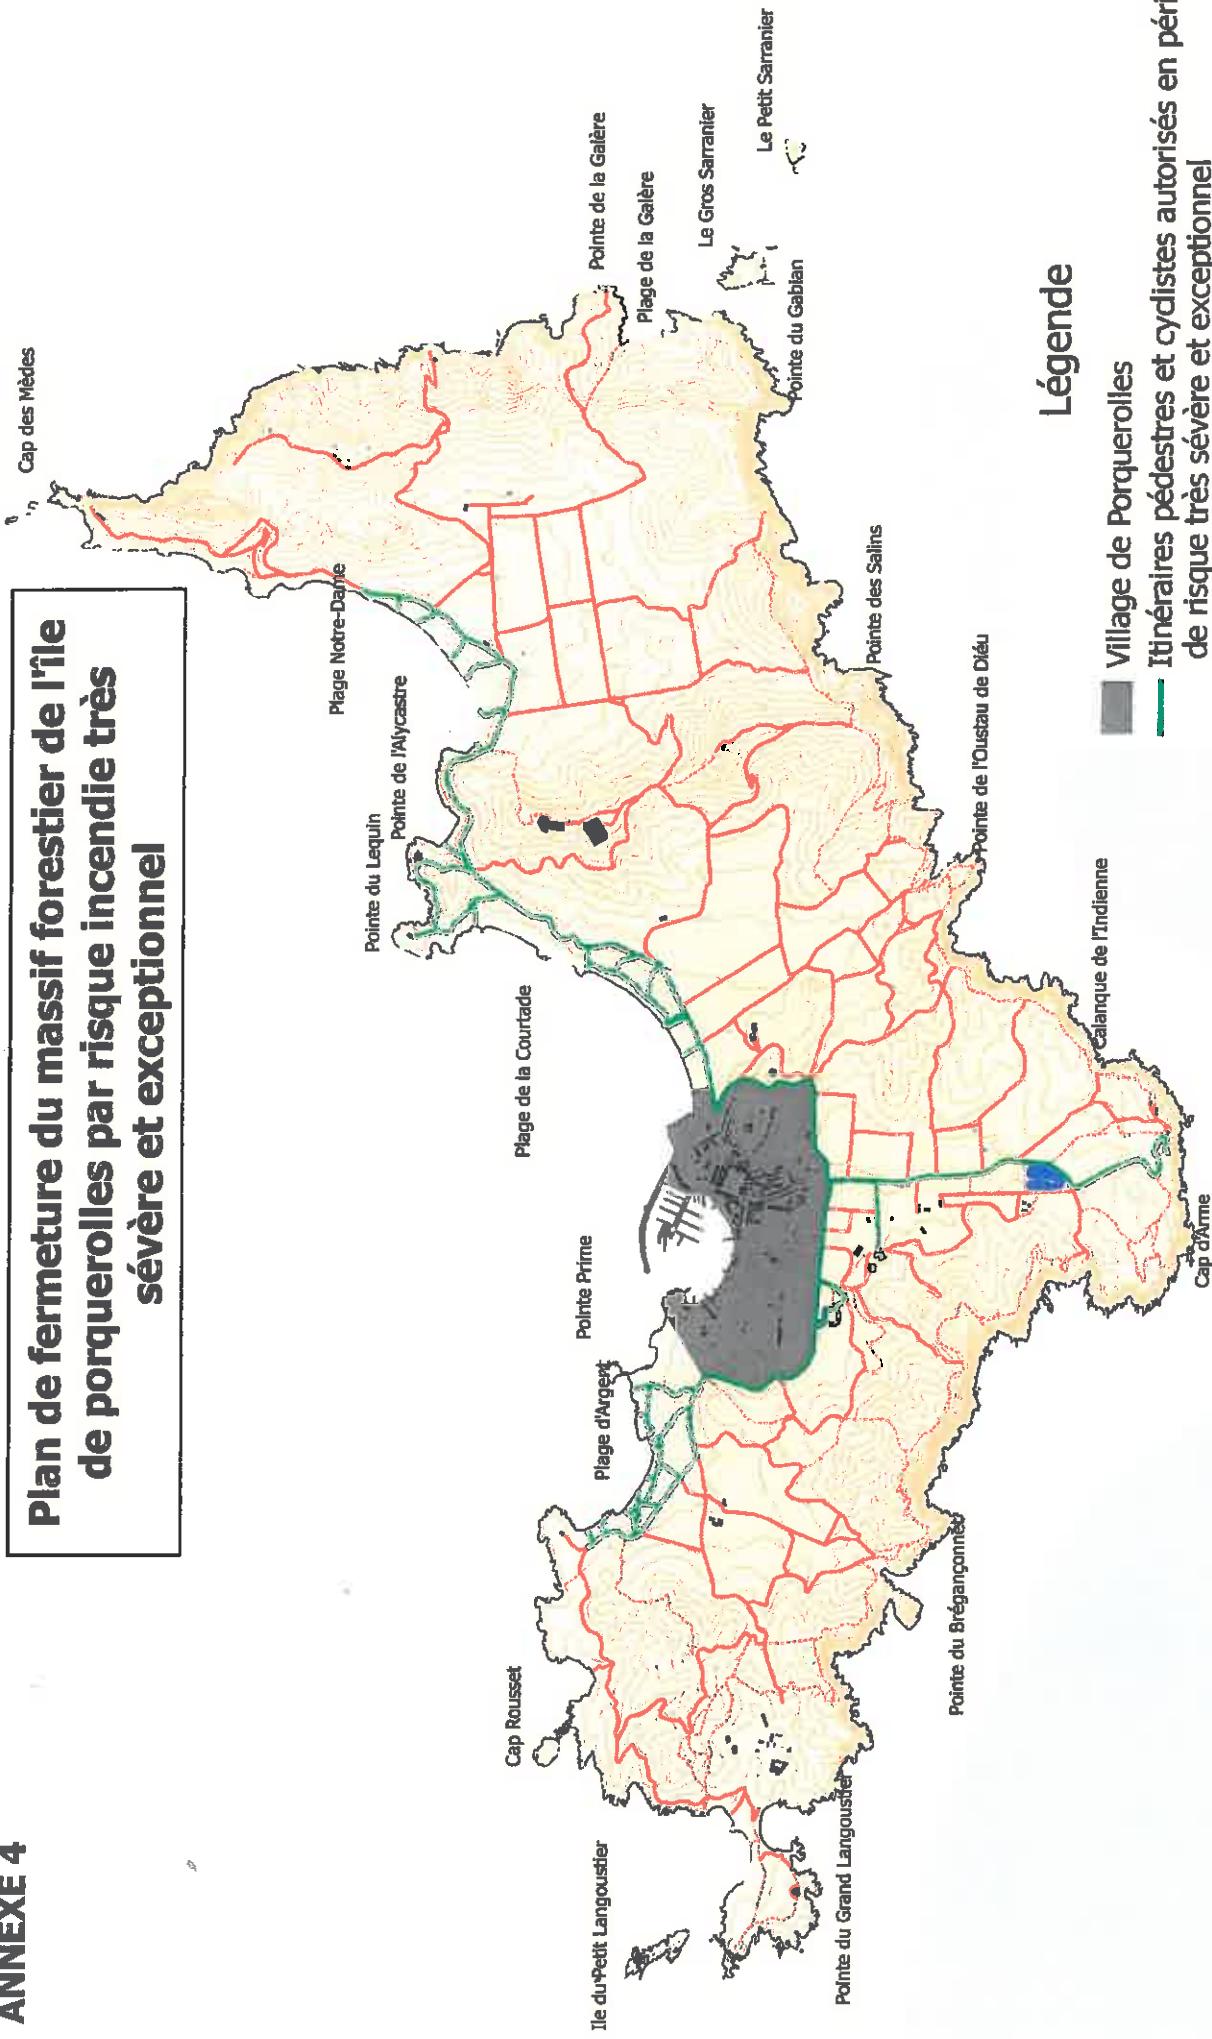 ANNEXE 4
Plan de fermeture du massif forestier de l'île
de porquerolles par risque incendie très
sévère et exceptionnel
Cap des Mèdes
Plage Notre-Dame
Pointe de l'Alycastre
Pointe du Lequin
Plage de la Courtade
Pointe Prime
Plage d'Argent
Cap Rousset
Ile du Petit Langoustier
Pointe du Grand Langoustier
Pointe du Brégançonnet
Cap d'Arme
Calanque de l'Indienne
Pointe de l'Oustau de Diéu
Pointe des Salins
Pointe du Gabian
Le Gros Sarranier
Le Petit Sarranier
Plage de la Galère
Pointe de la Galère
Légende
Village de Porquerolles
Itinéraires pédestres et cyclistes autorisés en péri
de risque très sévère et exceptionnel